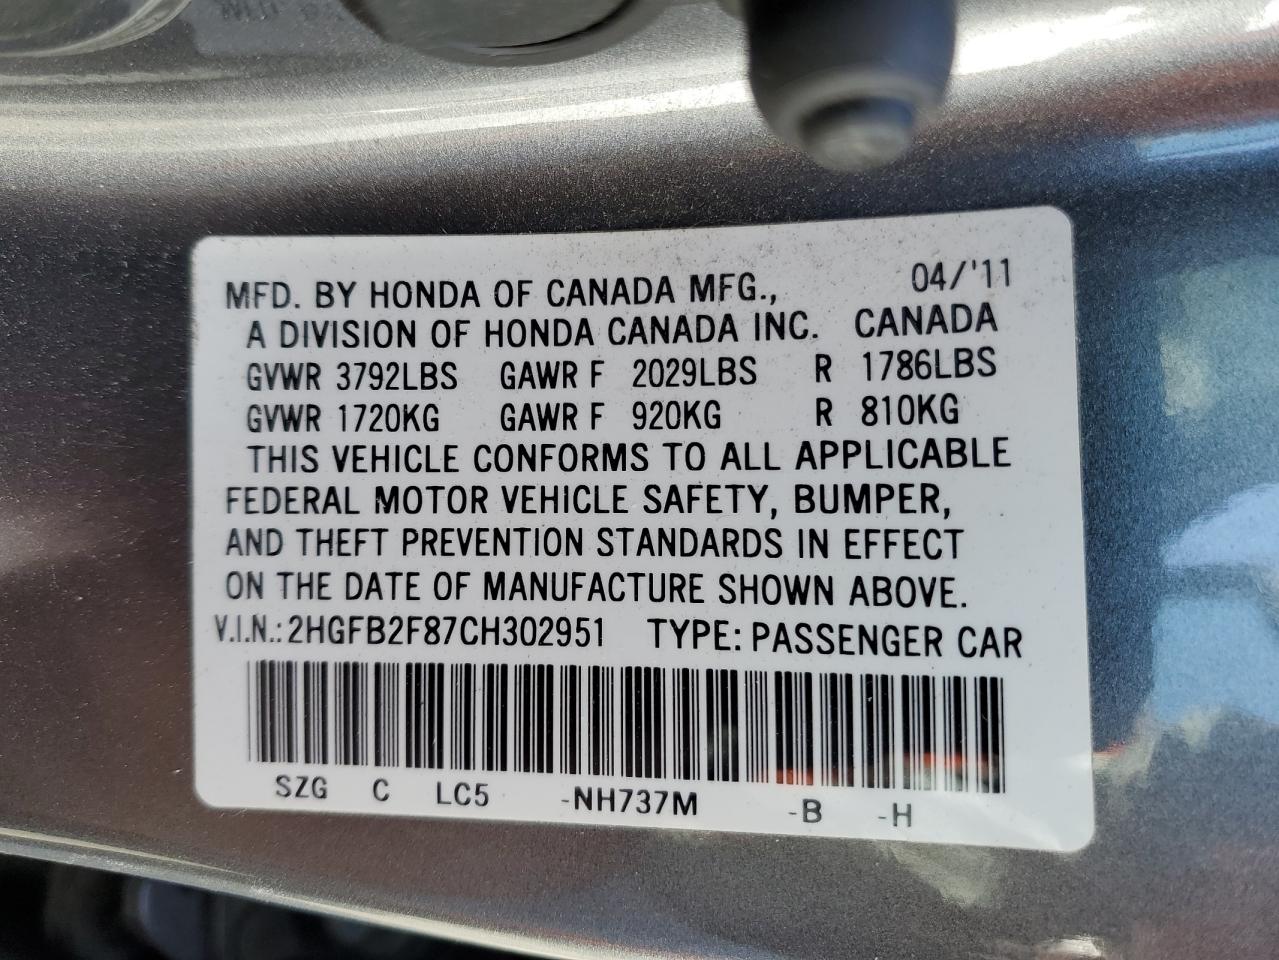 MFD. BY HONDA OF CANADA MFG., 04/'11
A DIVISION OF HONDA CANADA INC. CANADA
GVWR 3792LBS GAWR F 2029LBS R 1786LBS
GVWR 1720KG GAWR F 920KG R 810KG
THIS VEHICLE CONFORMS TO ALL APPLICABLE
FEDERAL MOTOR VEHICLE SAFETY, BUMPER,
AND THEFT PREVENTION STANDARDS IN EFFECT
ON THE DATE OF MANUFACTURE SHOWN ABOVE.
V.I.N.: 2HGFB2F87CH302951 TYPE: PASSENGER CAR
SZG C LC5 -NH737M -B -H